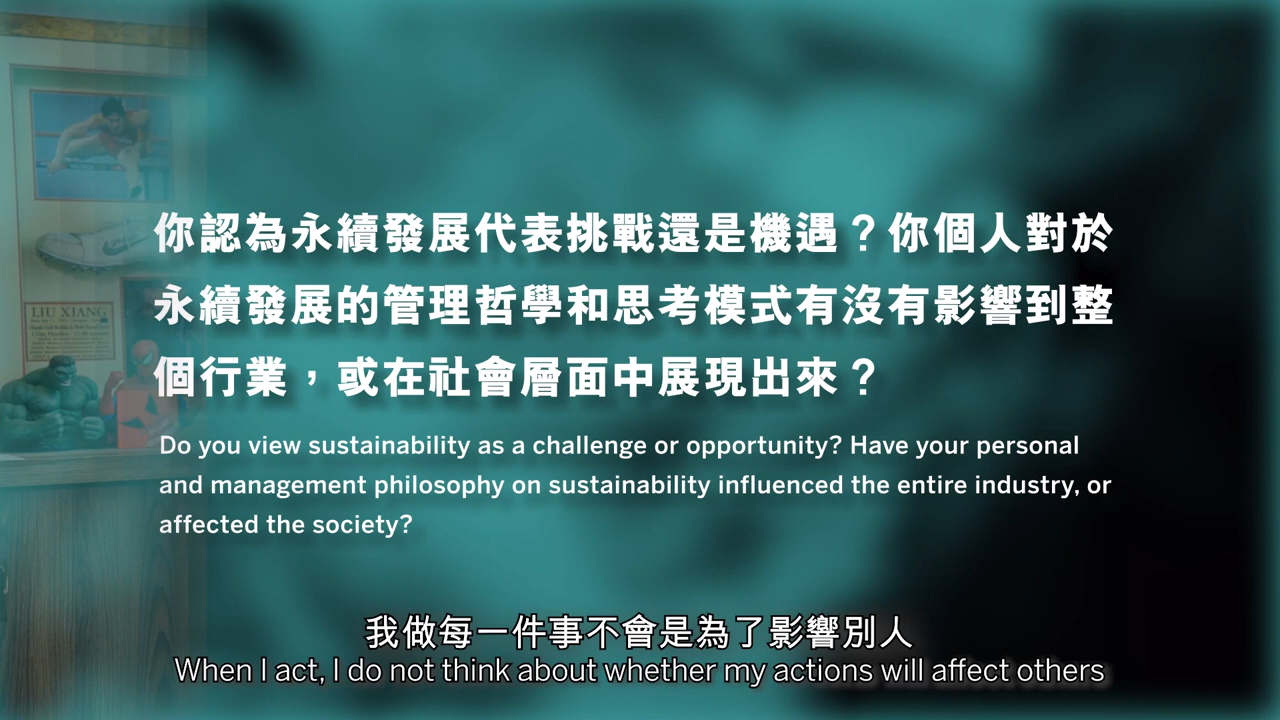 LIU XIANG
你認為永續發展代表挑戰還是機遇？你個人對於
永續發展的管理哲學和思考模式有沒有影響到整
個行業，或在社會層面中展現出來？
Do you view sustainability as a challenge or opportunity? Have your personal
and management philosophy on sustainability influenced the entire industry, or
affected the society?
我做每一件事不會是為了影響別人
When I act, I do not think about whether my actions will affect others